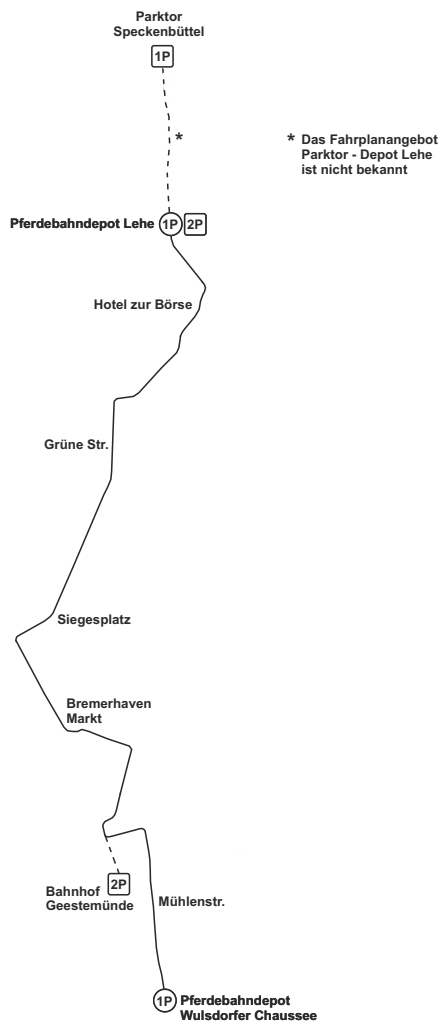 Parktor
Speckenbüttel
1P
*
* Das Fahrplanangebot
Parktor - Depot Lehe
ist nicht bekannt
Pferdebahndepot Lehe 1P 2P
Hotel zur Börse
Grüne Str.
Siegesplatz
Bremerhaven
Markt
2P
Bahnhof
Geestemünde
Mühlenstr.
1P Pferdebahndepot
Wulsdorfer Chaussee